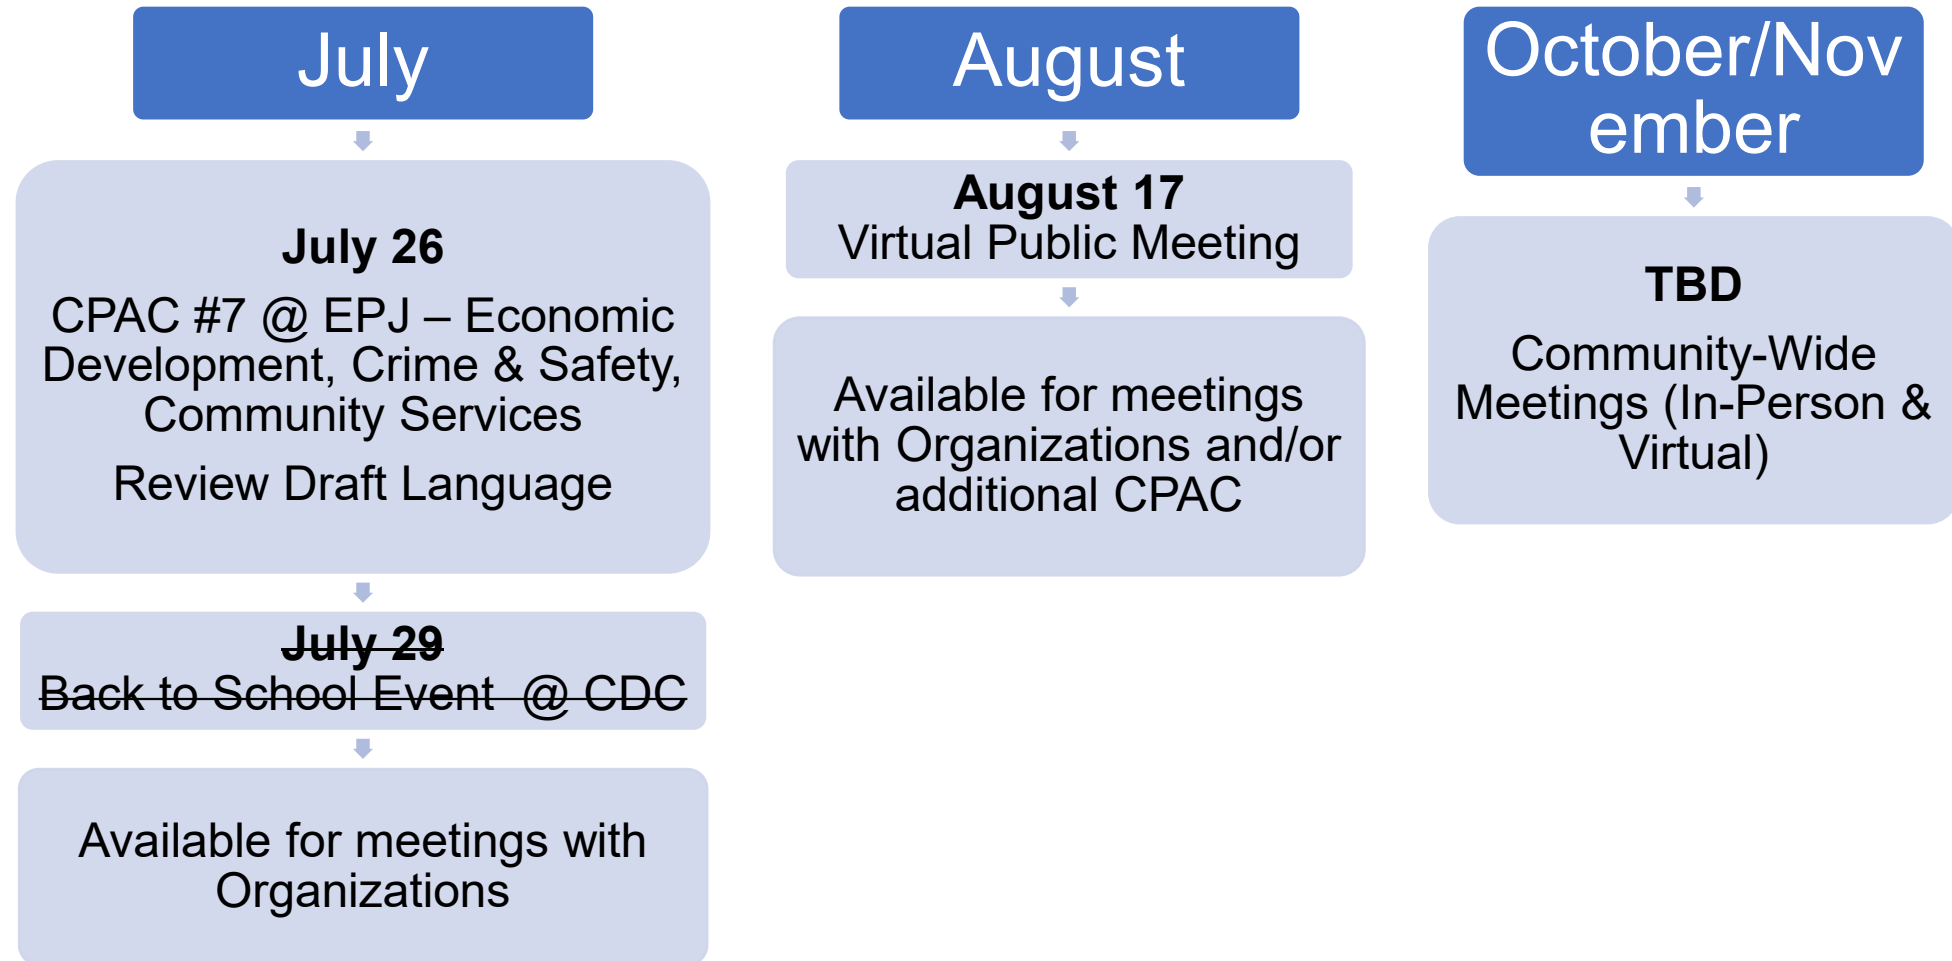 July
July 26
CPAC #7 @ EPJ – Economic
Development, Crime & Safety,
Community Services
Review Draft Language
July 29
Back to School Event @ CDC
Available for meetings with
Organizations
August
August 17
Virtual Public Meeting
Available for meetings
with Organizations and/or
additional CPAC
October/Nov
ember
TBD
Community-Wide
Meetings (In-Person &
Virtual)